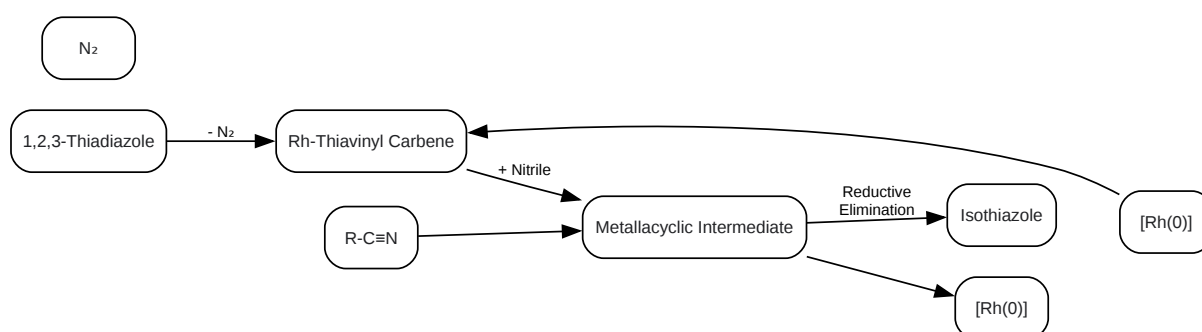 N₂
1,2,3-Thiadiazole
- N₂
Rh-Thiavinyl Carbene
+ Nitrile
R-C≡N
Metallacyclic Intermediate
Reductive
Elimination
Isothiazole
[Rh(0)]
[Rh(0)]